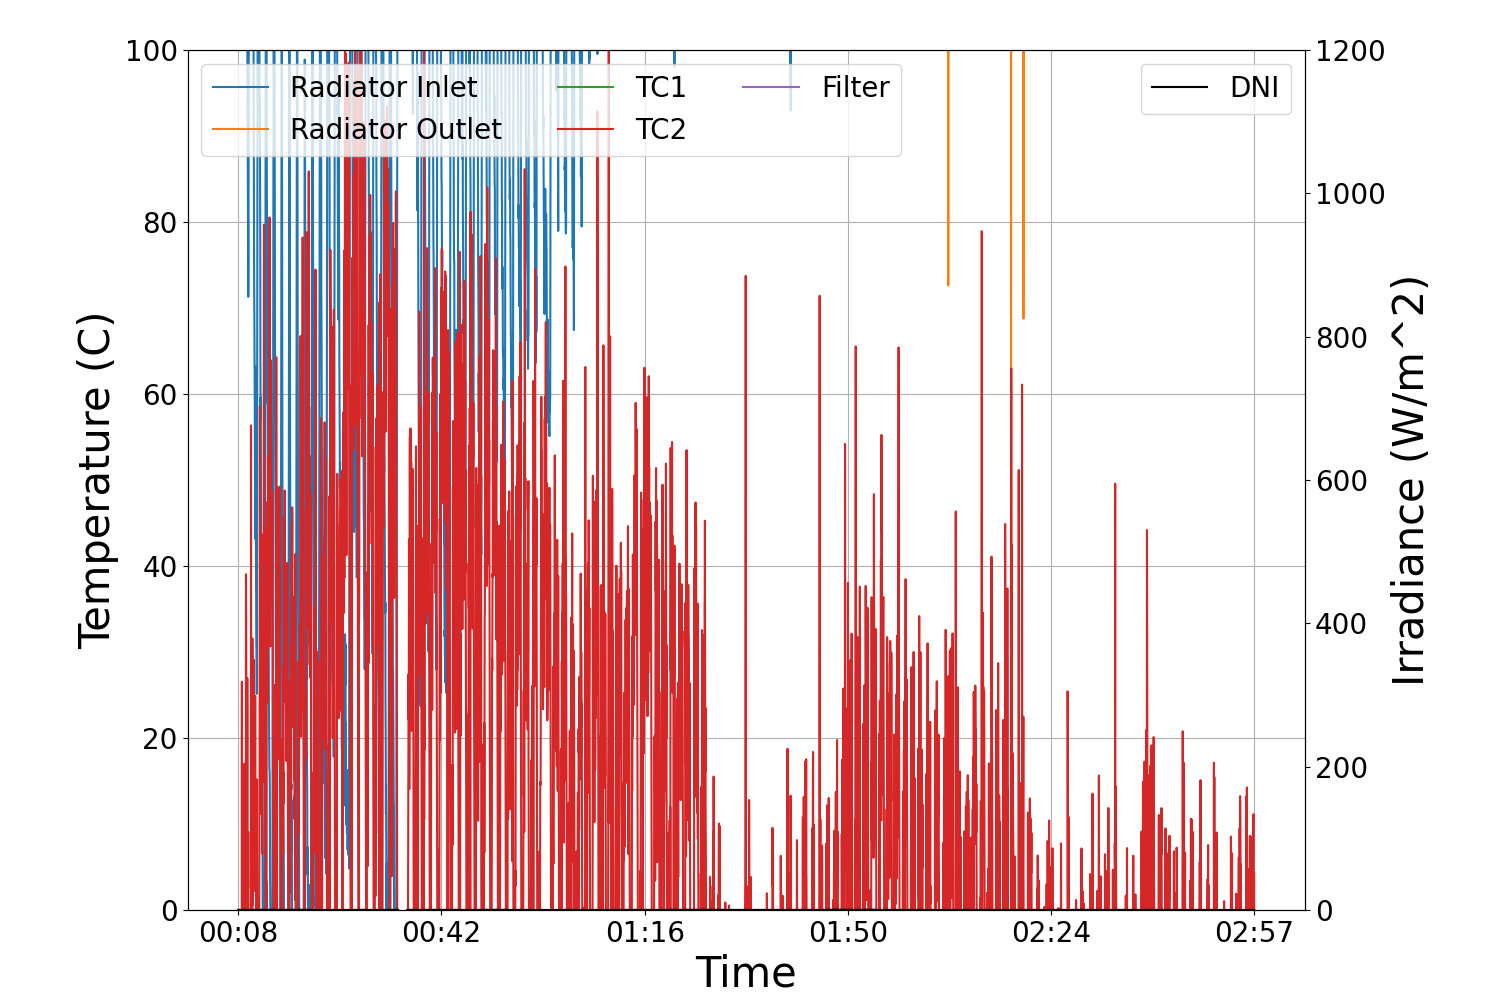 Radiator Inlet
Radiator Outlet
TC1
TC2
Filter
DNI
100
80
60
40
20
0
Temperature (C)
1200
1000
800
600
400
200
0
Irradiance (W/m^2)
00:08 00:42 01:16 01:50 02:24 02:57
Time